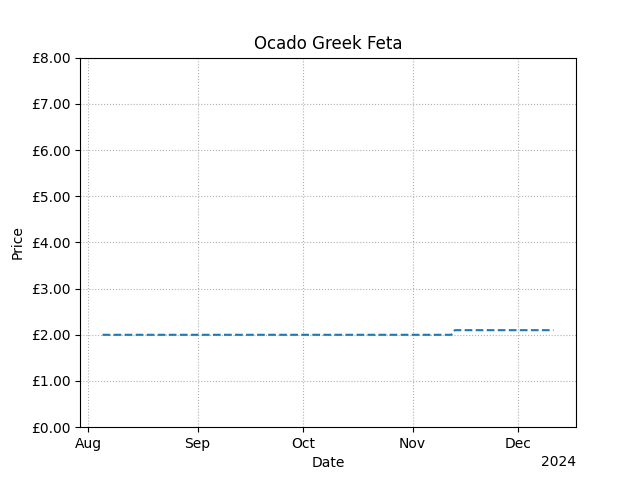 Ocado Greek Feta
£8.00
£7.00
£6.00
£5.00
£4.00
£3.00
£2.00
£1.00
£0.00
Price
Aug Sep Oct Nov Dec
Date
2024